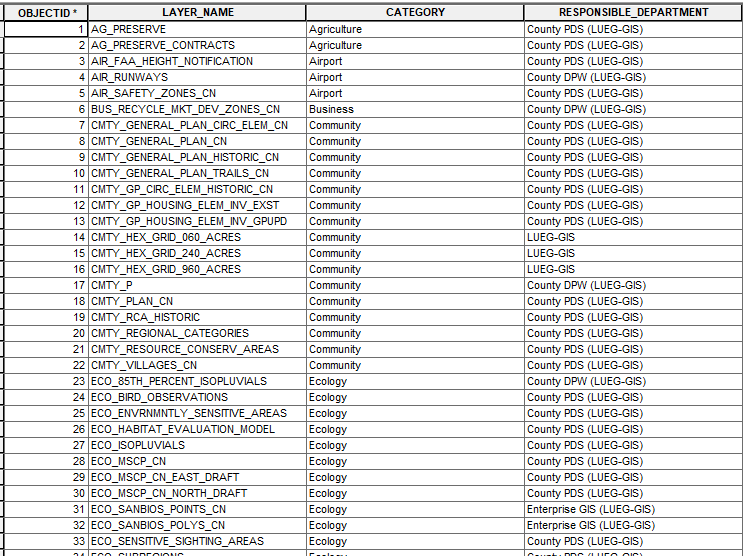 OBJECTID * LAYER_NAME CATEGORY RESPONSIBLE_DEPARTMENT
1 AG_PRESERVE Agriculture County PDS (LUEG-GIS)
2 AG_PRESERVE_CONTRACTS Agriculture County PDS (LUEG-GIS)
3 AIR_FAA_HEIGHT_NOTIFICATION Airport County PDS (LUEG-GIS)
4 AIR_RUNWAYS Airport County DPW (LUEG-GIS)
5 AIR_SAFETY_ZONES_CN Airport County PDS (LUEG-GIS)
6 BUS_RECYCLE_MKT_DEV_ZONES_CN Business County DPW (LUEG-GIS)
7 CMTY_GENERAL_PLAN_CIRC_ELEM_CN Community County PDS (LUEG-GIS)
8 CMTY_GENERAL_PLAN_CN Community County PDS (LUEG-GIS)
9 CMTY_GENERAL_PLAN_HISTORIC_CN Community County PDS (LUEG-GIS)
10 CMTY_GENERAL_PLAN_TRAILS_CN Community County PDS (LUEG-GIS)
11 CMTY_GP_CIRC_ELEM_HISTORIC_CN Community County PDS (LUEG-GIS)
12 CMTY_GP_HOUSING_ELEM_INV_EXST Community County PDS (LUEG-GIS)
13 CMTY_GP_HOUSING_ELEM_INV_GPUPD Community County PDS (LUEG-GIS)
14 CMTY_HEX_GRID_060_ACRES Community LUEG-GIS
15 CMTY_HEX_GRID_240_ACRES Community LUEG-GIS
16 CMTY_HEX_GRID_960_ACRES Community LUEG-GIS
17 CMTY_P Community County DPW (LUEG-GIS)
18 CMTY_PLAN_CN Community County PDS (LUEG-GIS)
19 CMTY_RCA_HISTORIC Community County PDS (LUEG-GIS)
20 CMTY_REGIONAL_CATEGORIES Community County PDS (LUEG-GIS)
21 CMTY_RESOURCE_CONSERV_AREAS Community County PDS (LUEG-GIS)
22 CMTY_VILLAGES_CN Community County PDS (LUEG-GIS)
23 ECO_85TH_PERCENT_ISOPLUVIALS Ecology County DPW (LUEG-GIS)
24 ECO_BIRD_OBSERVATIONS Ecology County PDS (LUEG-GIS)
25 ECO_ENVRNMNTLY_SENSITIVE_AREAS Ecology County PDS (LUEG-GIS)
26 ECO_HABITAT_EVALUATION_MODEL Ecology County PDS (LUEG-GIS)
27 ECO_ISOPLUVIALS Ecology County PDS (LUEG-GIS)
28 ECO_MSCP_CN Ecology County PDS (LUEG-GIS)
29 ECO_MSCP_CN_EAST_DRAFT Ecology County PDS (LUEG-GIS)
30 ECO_MSCP_CN_NORTH_DRAFT Ecology County PDS (LUEG-GIS)
31 ECO_SANBIOS_POINTS_CN Ecology Enterprise GIS (LUEG-GIS)
32 ECO_SANBIOS_POLYS_CN Ecology Enterprise GIS (LUEG-GIS)
33 ECO_SENSITIVE_SIGHTING_AREAS Ecology County PDS (LUEG-GIS)